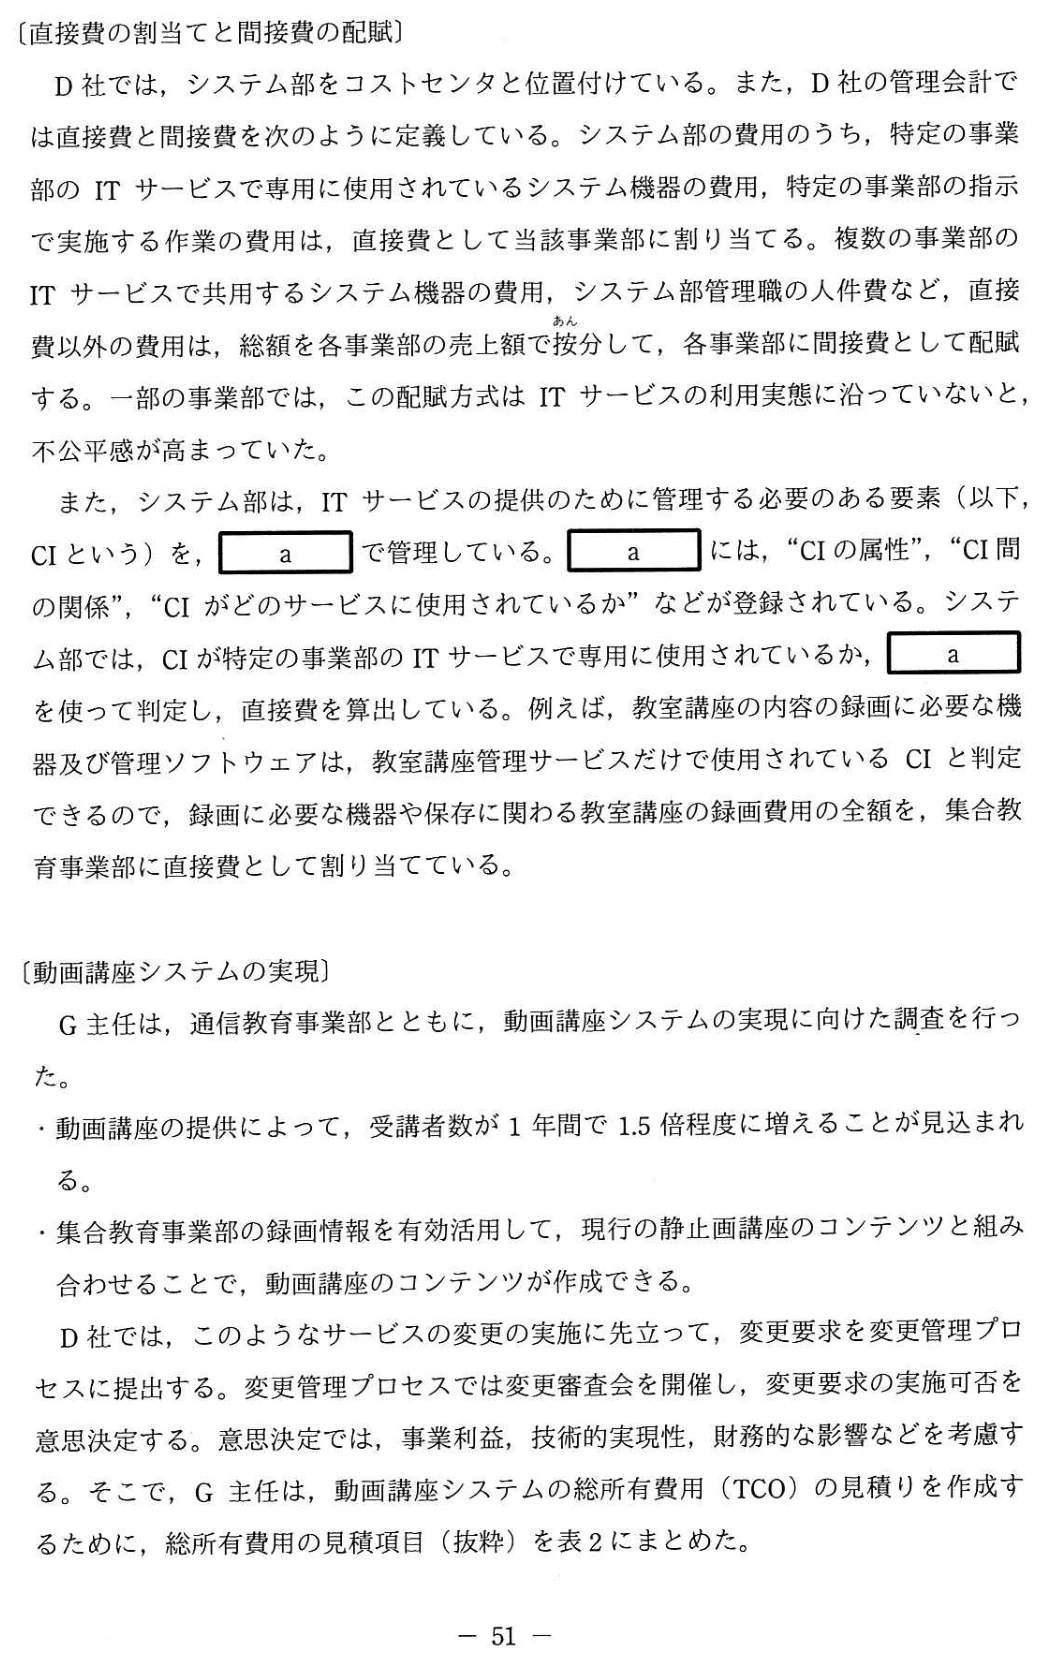 〔直接費の割当てと間接費の配賦〕
D 社では，システム部をコストセンタと位置付けている。また，D 社の管理会計で
は直接費と間接費を次のように定義している。システム部の費用のうち，特定の事業
部の IT サービスで専用に使用されているシステム機器の費用，特定の事業部の指示
で実施する作業の費用は，直接費として当該事業部に割り当てる。複数の事業部の
IT サービスで共用するシステム機器の費用，システム部管理職の人件費など，直接
あん
費以外の費用は，総額を各事業部の売上額で按分して，各事業部に間接費として配賦
する。一部の事業部では，この配賦方式は IT サービスの利用実態に沿っていないと，
不公平感が高まっていた。
また，システム部は，IT サービスの提供のために管理する必要のある要素（以下，
CI という）を， a で管理している。 a には，“CI の属性”，“CI 間
の関係”，“CI がどのサービスに使用されているか” などが登録されている。システ
ム部では，CI が特定の事業部の IT サービスで専用に使用されているか， a
を使って判定し，直接費を算出している。例えば，教室講座の内容の録画に必要な機
器及び管理ソフトウェアは，教室講座管理サービスだけで使用されている CI と判定
できるので，録画に必要な機器や保存に関わる教室講座の録画費用の全額を，集合教
育事業部に直接費として割り当てている。
〔動画講座システムの実現〕
G 主任は，通信教育事業部とともに，動画講座システムの実現に向けた調査を行っ
た。
・動画講座の提供によって，受講者数が 1 年間で 1.5 倍程度に増えることが見込まれ
る。
・集合教育事業部の録画情報を有効活用して，現行の静止画講座のコンテンツと組み
合わせることで，動画講座のコンテンツが作成できる。
D 社では，このようなサービスの変更の実施に先立って，変更要求を変更管理プロ
セスに提出する。変更管理プロセスでは変更審査会を開催し，変更要求の実施可否を
意思決定する。意思決定では，事業利益，技術的実現性，財務的な影響などを考慮す
る。そこで，G 主任は，動画講座システムの総所有費用（TCO）の見積りを作成す
るために，総所有費用の見積項目（抜粋）を表 2 にまとめた。
－ 51 －